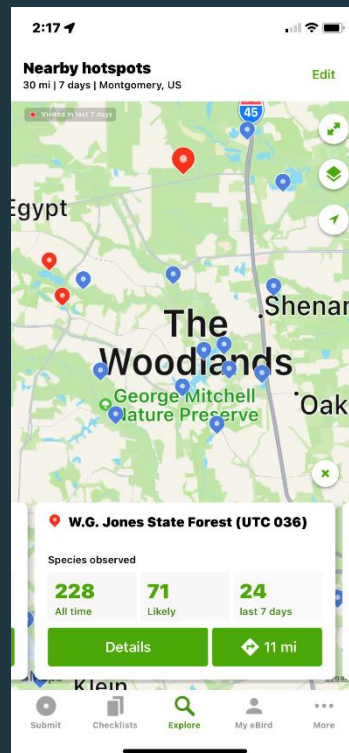 2:17
Nearby hotspots
Edit
30 mi | 7 days | Montgomery, US
Visited in last 7 days
45
Egypt
Shenan
The
Woodlands
George Mitchell
Nature Preserve
Oak
W.G. Jones State Forest (UTC 036)
Species observed
228
71
24
All time
Likely
last 7 days
Details
11 mi
Klein
Submit
Checklists
Explore
My eBird
More